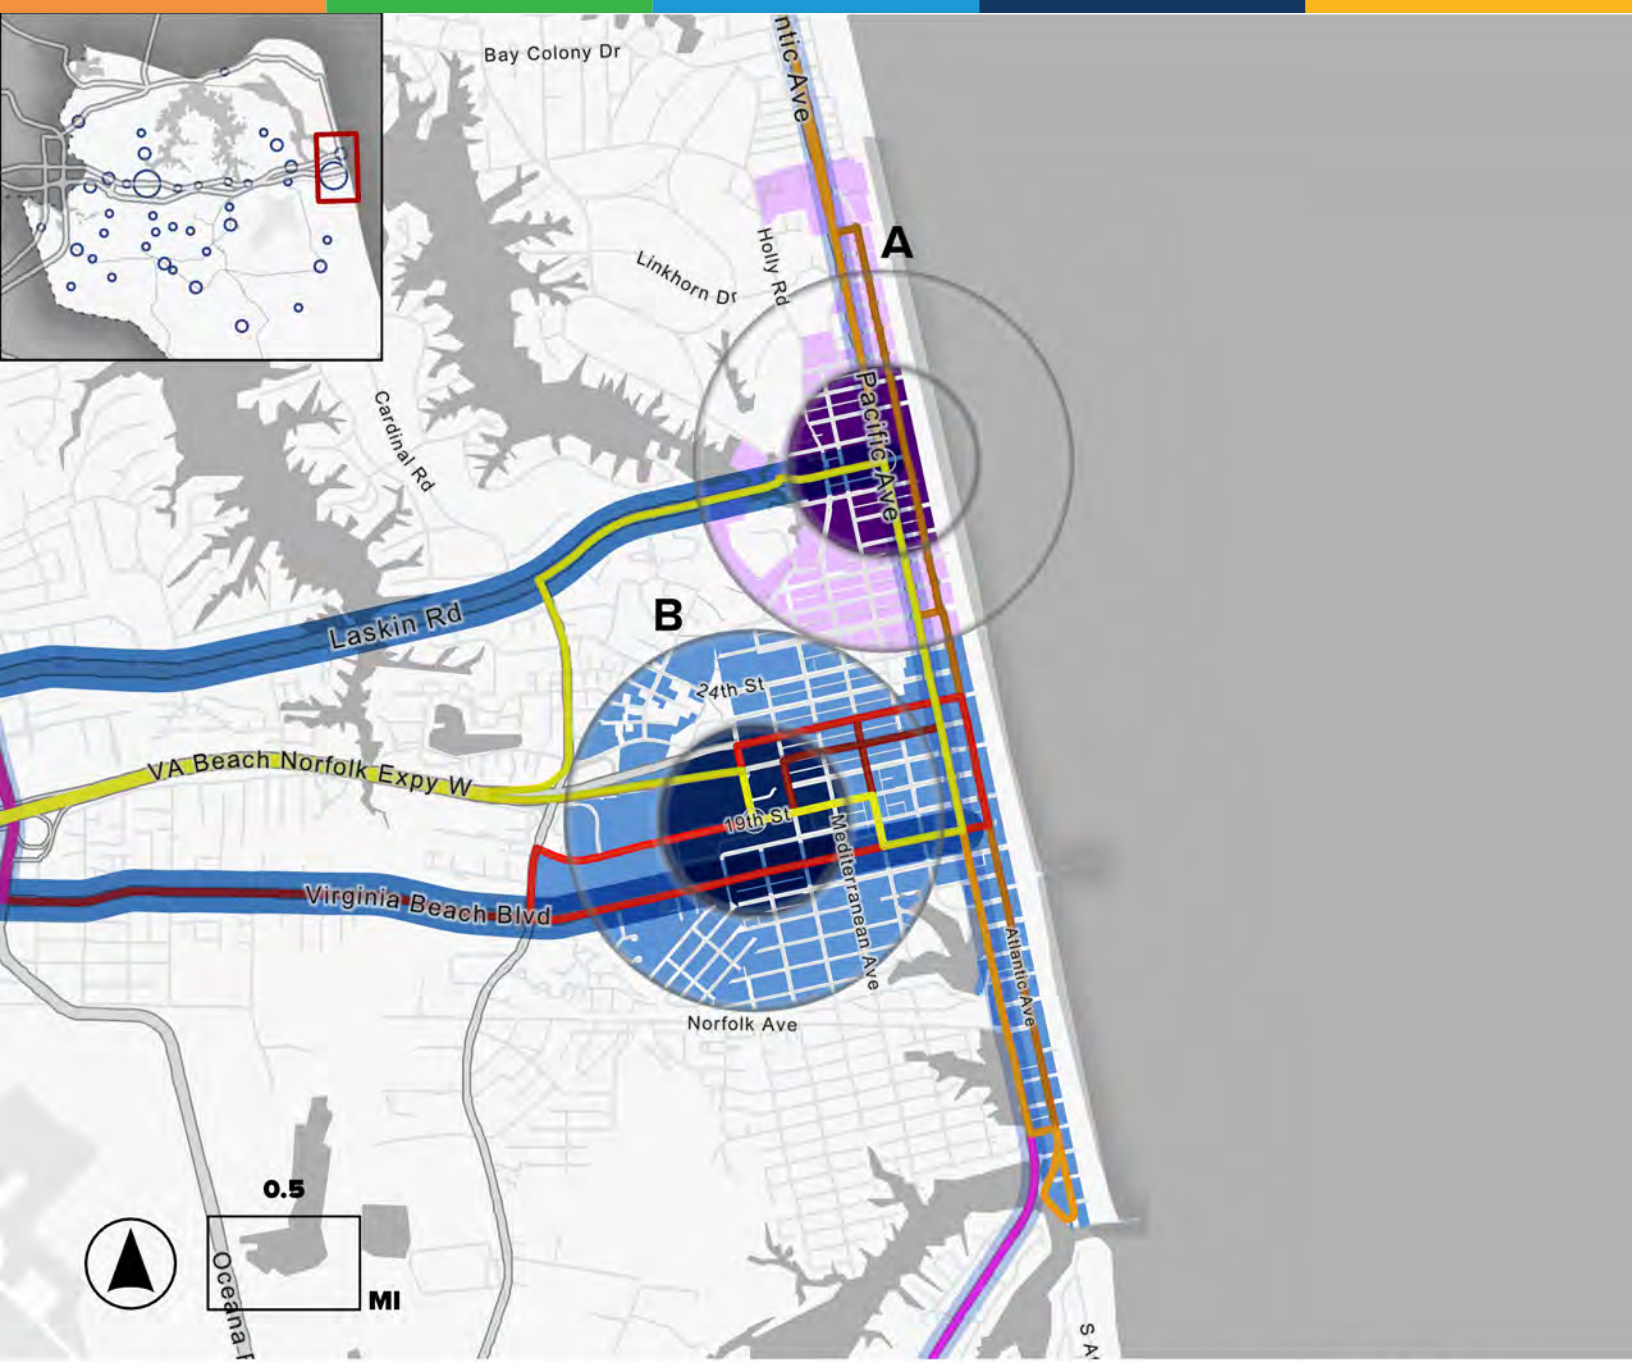 ntic Ave
Bay Colony Dr
A
Holly Rd
Linkhorn Dr
Pacific Ave
Cardinal Rd
Laskin Rd
B
24th St
VA Beach Norfolk Expy W
19th St
Mediterranean Ave
Virginia Beach Blvd
Atlantic Ave
Norfolk Ave
0.5
MI
Oceana
S A